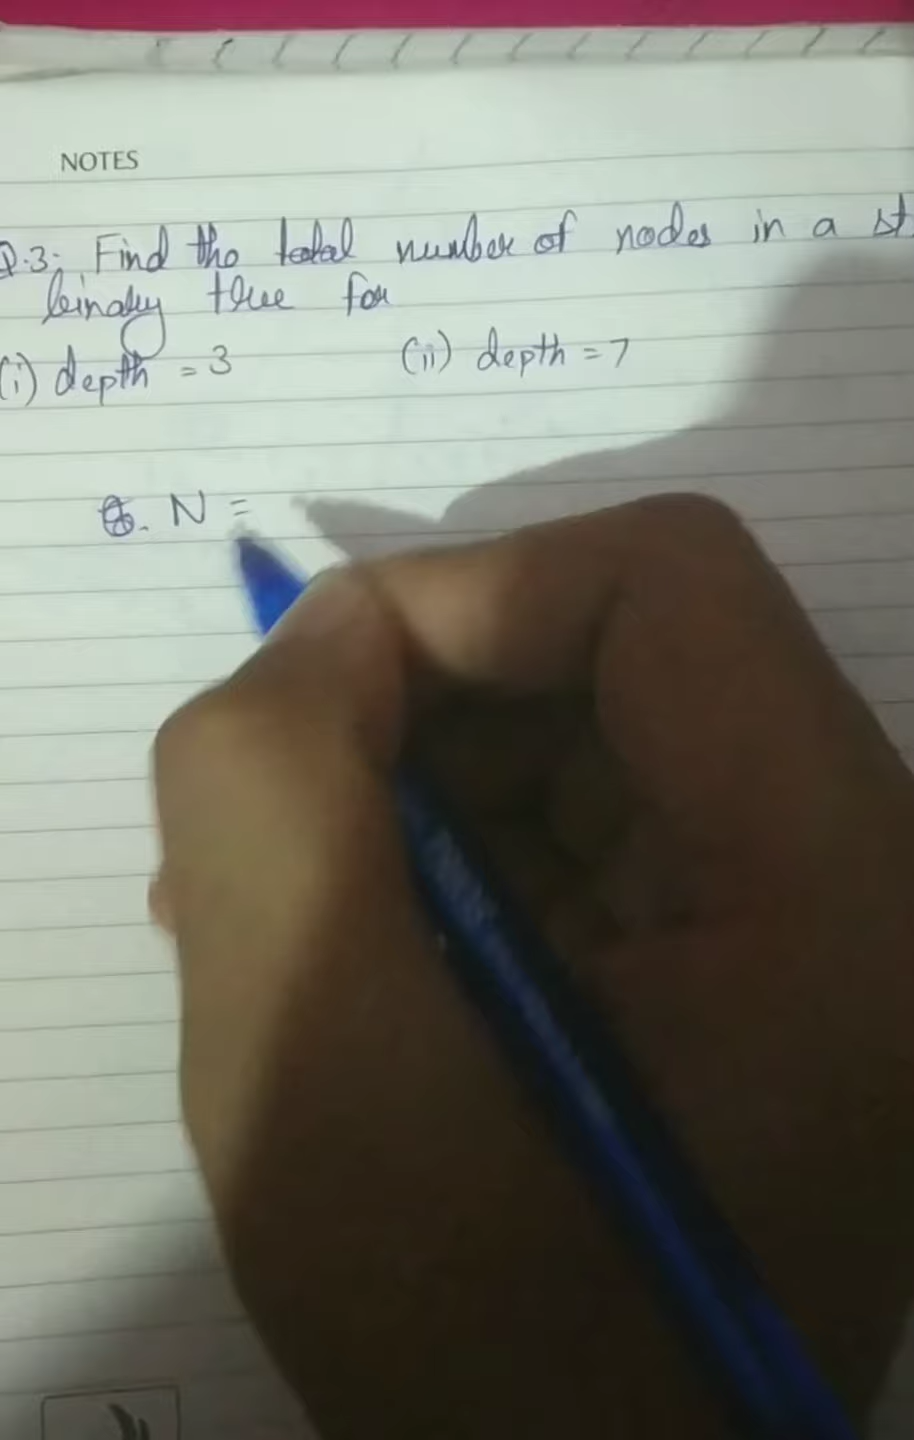 NOTES
Q.3. Find the total number of nodes in a st
binary tree for
(i) depth = 3 (ii) depth = 7
N =